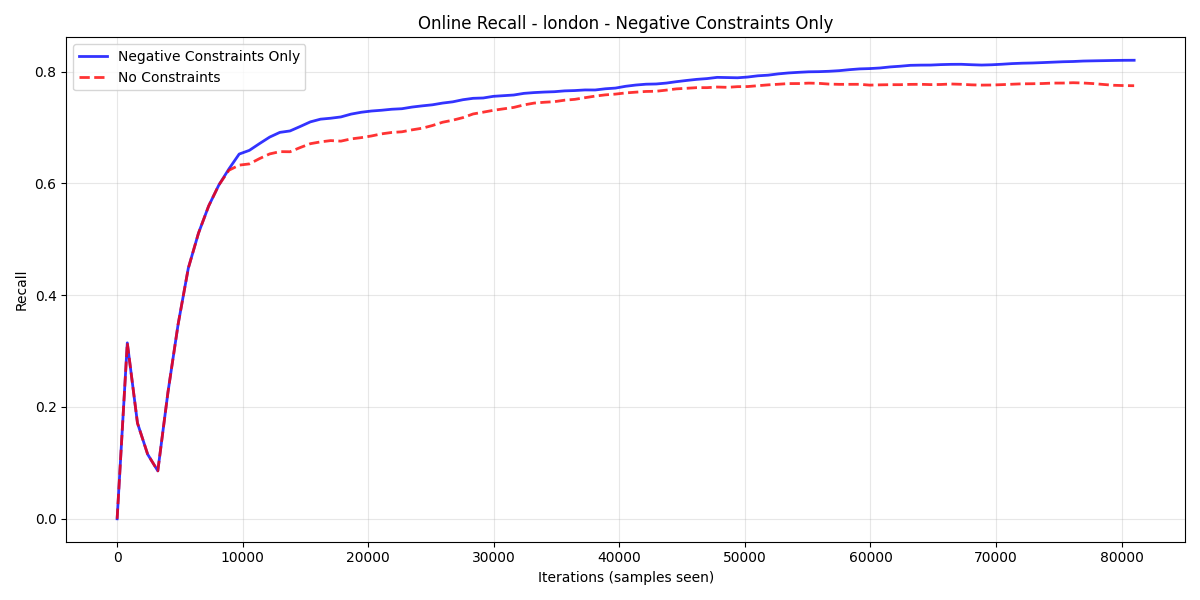 Online Recall - london - Negative Constraints Only
Negative Constraints Only
No Constraints
Recall
0.8
0.6
0.4
0.2
0.0
0 10000 20000 30000 40000 50000 60000 70000 80000
Iterations (samples seen)